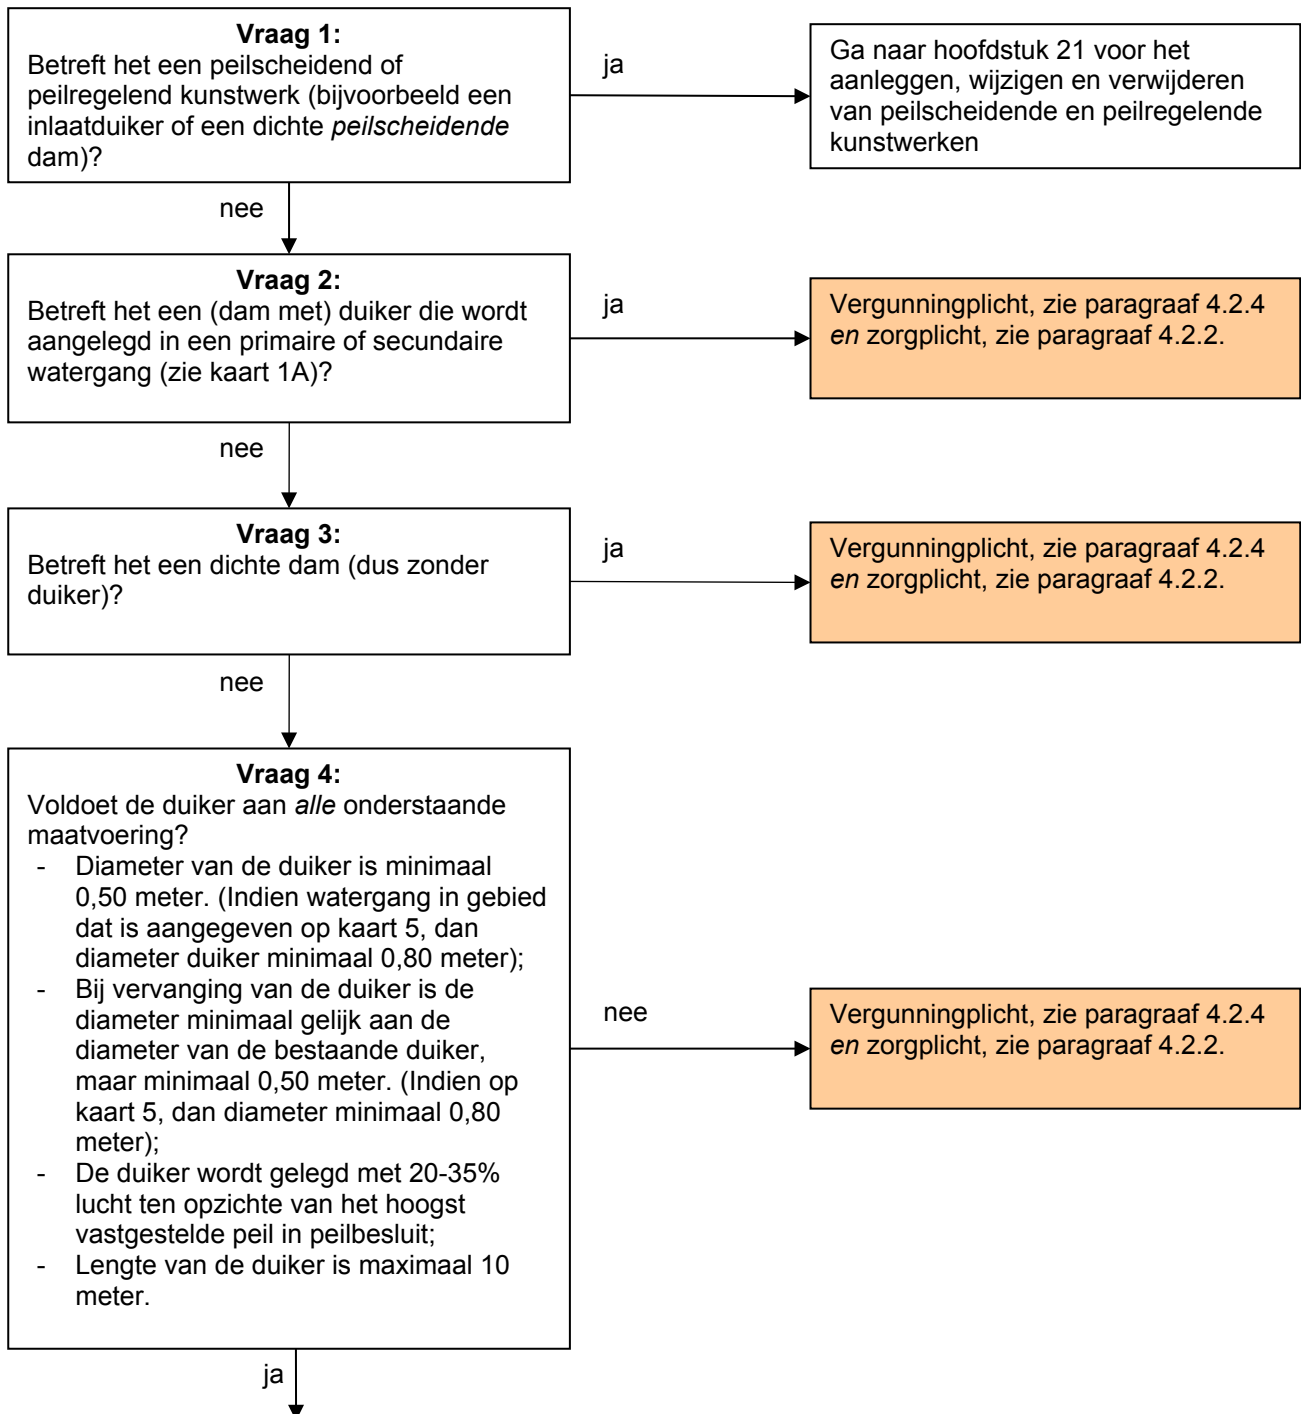 Vraag 1:
Betreft het een peilscheidend of
peilregelend kunstwerk (bijvoorbeeld een
inlaatduiker of een dichte peilscheidende
dam)?
ja
Ga naar hoofdstuk 21 voor het
aanleggen, wijzigen en verwijderen
van peilscheidende en peilregelende
kunstwerken
nee
Vraag 2:
Betreft het een (dam met) duiker die wordt
aangelegd in een primaire of secundaire
watergang (zie kaart 1A)?
ja
Vergunningplicht, zie paragraaf 4.2.4
en zorgplicht, zie paragraaf 4.2.2.
nee
Vraag 3:
Betreft het een dichte dam (dus zonder
duiker)?
ja
Vergunningplicht, zie paragraaf 4.2.4
en zorgplicht, zie paragraaf 4.2.2.
nee
Vraag 4:
Voldoet de duiker aan alle onderstaande
maatvoering?
- Diameter van de duiker is minimaal
0,50 meter. (Indien watergang in gebied
dat is aangegeven op kaart 5, dan
diameter duiker minimaal 0,80 meter);
- Bij vervanging van de duiker is de
diameter minimaal gelijk aan de
diameter van de bestaande duiker,
maar minimaal 0,50 meter. (Indien op
kaart 5, dan diameter minimaal 0,80
meter);
- De duiker wordt gelegd met 20-35%
lucht ten opzichte van het hoogst
vastgestelde peil in peilbesluit;
- Lengte van de duiker is maximaal 10
meter.
nee
Vergunningplicht, zie paragraaf 4.2.4
en zorgplicht, zie paragraaf 4.2.2.
ja